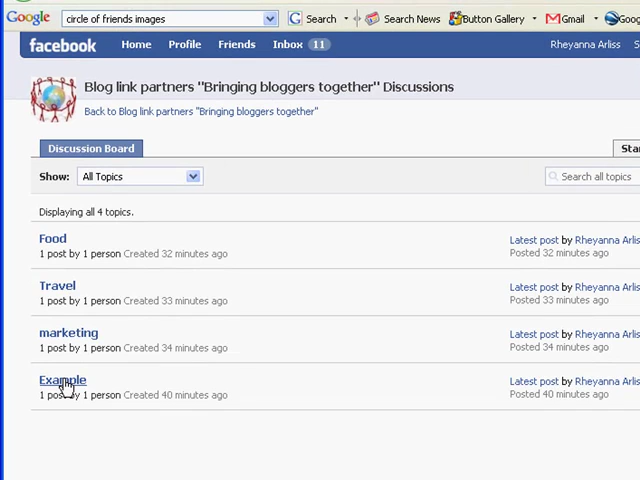 Google circle of friends images Search Search News Button Gallery Gmail
facebook Home Profile Friends Inbox 11 Rheyanna Arliss
Blog link partners "Bringing bloggers together" Discussions
Back to Blog link partners "Bringing bloggers together"
Discussion Board
Show: All Topics Search all topics
Displaying all 4 topics.
Food Latest post by Rheyanna Arlis
1 post by 1 person Created 32 minutes ago Posted 32 minutes ago
Travel Latest post by Rheyanna Arlis
1 post by 1 person Created 33 minutes ago Posted 33 minutes ago
marketing Latest post by Rheyanna Arlis
1 post by 1 person Created 34 minutes ago Posted 34 minutes ago
Example Latest post by Rheyanna Arlis
1 post by 1 person Created 40 minutes ago Posted 40 minutes ago